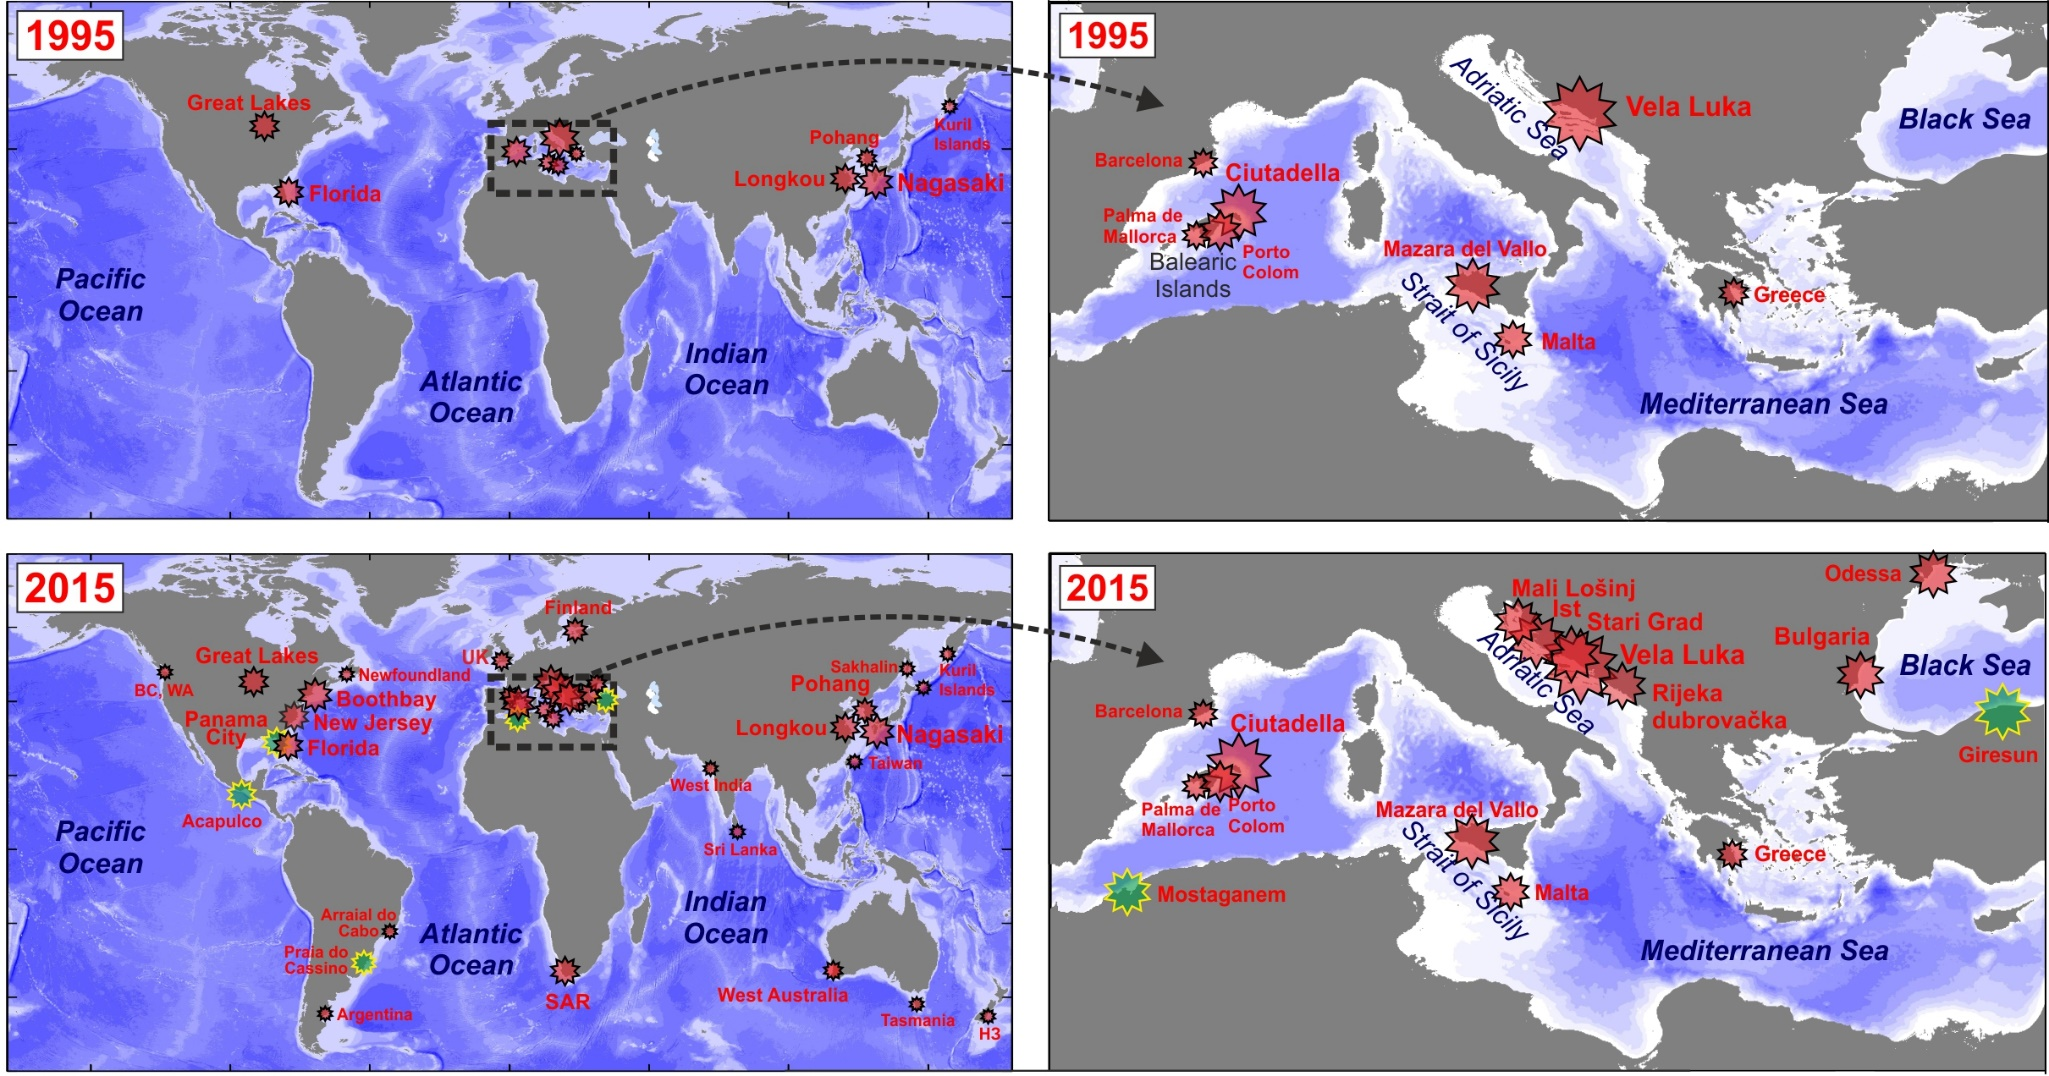 1995
Great Lakes
Florida
Pohang
Kuril
Islands
Longkou
Nagasaki
Pacific
Ocean
Atlantic
Ocean
Indian
Ocean
1995
Adriatic Sea
Vela Luka
Black Sea
Barcelona
Ciutadella
Palma de
Mallorca
Porto
Colom
Balearic
Islands
Mazara del Vallo
Strait of Sicily
Malta
Greece
Mediterranean Sea
2015
Finland
UK
Great Lakes
Newfoundland
BC, WA
Boothbay
New Jersey
Panama
City
Florida
Acapulco
Sakhalin
Kuril
Islands
Pohang
Longkou
Nagasaki
Taiwan
West India
Sri Lanka
Pacific
Ocean
Atlantic
Ocean
Indian
Ocean
Arraial do
Cabo
Praia do
Cassino
Argentina
SAR
West Australia
Tasmania
H3
2015
Mali Lošinj
Ist
Stari Grad
Vela Luka
Rijeka
dubrovačka
Adriatic Sea
Odessa
Bulgaria
Black Sea
Giresun
Barcelona
Ciutadella
Palma de
Mallorca
Porto
Colom
Mazara del Vallo
Strait of Sicily
Malta
Greece
Mostaganem
Mediterranean Sea